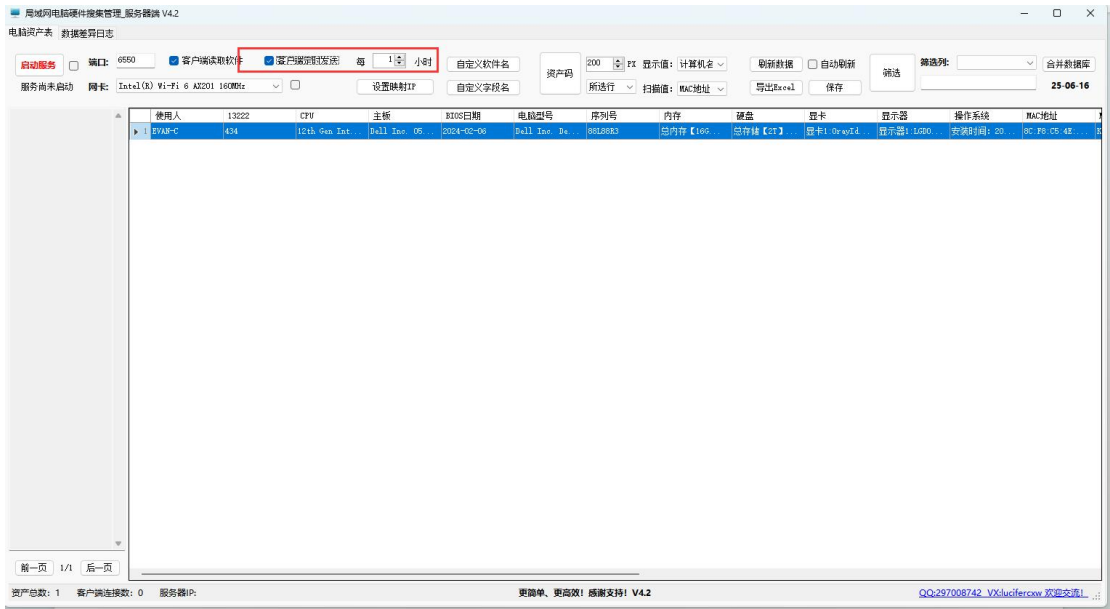 局域网电脑硬件搜集管理_服务器端 V4.2
电脑资产表 数据差异日志
启动服务 端口: 6550 客户端读取软件 客户端定时发送 每 1 小时 自定义软件名 资产码 200 PX 显示值: 计算机名 刷新数据 自动刷新 筛选 筛选列: 合并数据库
服务尚未启动 网卡: Intel(R) Wi-Fi 6 AX201 160MHz 设置映射IP 自定义字段名 所选行 扫描值: MAC地址 导出Excel 保存 25-06-16
使用人 13222 CPU 主板 BIOS日期 电脑型号 序列号 内存 硬盘 显卡 显示器 操作系统 MAC地址
1 EVAN-C 434 12th Gen Int... Dell Inc. 05... 2024-02-06 Dell Inc. De... 88L88R3 总内存【16G... 总存储【2T】... 显卡1:OrayId... 显示器1:LGD0... 安装时间: 20... 8C:F8:C5:4E:...
前一页 1/1 后一页
资产总数: 1 客户端连接数: 0 服务器IP: 更简单、更高效! 感谢支持! V4.2 QQ:297008742 VX:lucifercxw 欢迎交流!